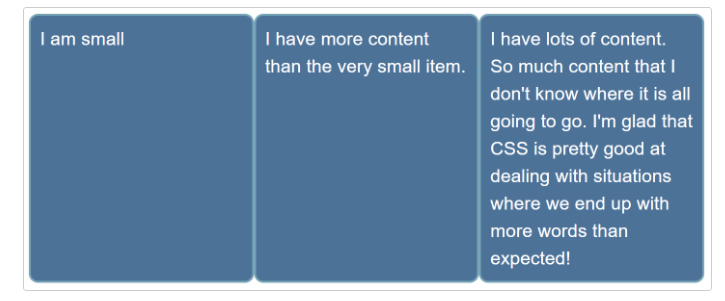 I am small
I have more content
than the very small item.
I have lots of content.
So much content that I
don't know where it is all
going to go. I'm glad that
CSS is pretty good at
dealing with situations
where we end up with
more words than
expected!